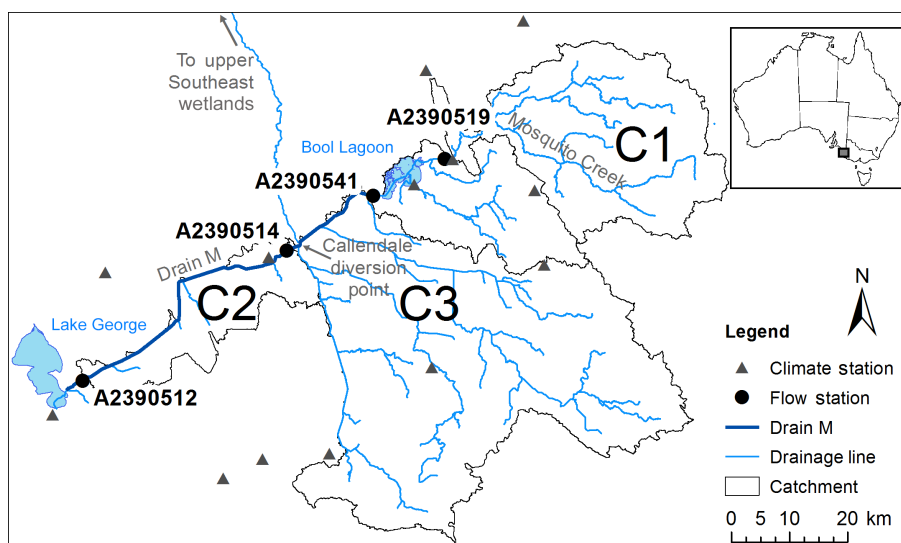 To upper
Southeast
wetlands
A2390519
Mosquito Creek
C1
Bool Lagoon
A2390541
A2390514
Callendale
diversion
point
Drain M
C2
C3
Lake George
A2390512
N
Legend
Climate station
Flow station
Drain M
Drainage line
Catchment
0 5 10 20 km